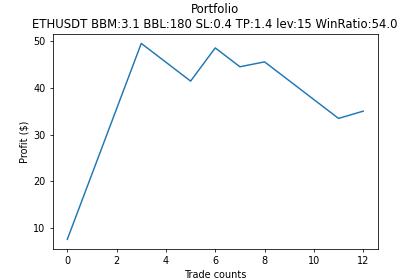 Portfolio
ETHUSDT BBM:3.1 BBL:180 SL:0.4 TP:1.4 lev:15 WinRatio:54.0
50
40
30
20
10
Profit ($)
0 2 4 6 8 10 12
Trade counts